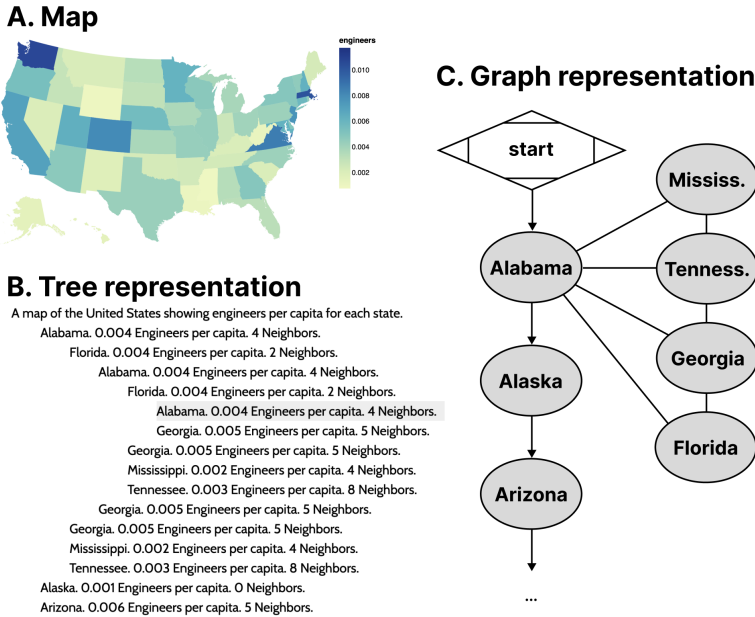 A. Map
engineers
0.010
0.008
0.006
0.004
0.002
B. Tree representation
A map of the United States showing engineers per capita for each state.
Alabama. 0.004 Engineers per capita. 4 Neighbors.
Florida. 0.004 Engineers per capita. 2 Neighbors.
Alabama. 0.004 Engineers per capita. 4 Neighbors.
Florida. 0.004 Engineers per capita. 2 Neighbors.
Alabama. 0.004 Engineers per capita. 4 Neighbors.
Georgia. 0.005 Engineers per capita. 5 Neighbors.
Georgia. 0.005 Engineers per capita. 5 Neighbors.
Mississippi. 0.002 Engineers per capita. 4 Neighbors.
Tennessee. 0.003 Engineers per capita. 8 Neighbors.
Georgia. 0.005 Engineers per capita. 5 Neighbors.
Georgia. 0.005 Engineers per capita. 5 Neighbors.
Mississippi. 0.002 Engineers per capita. 4 Neighbors.
Tennessee. 0.003 Engineers per capita. 8 Neighbors.
Alaska. 0.001 Engineers per capita. 0 Neighbors.
Arizona. 0.006 Engineers per capita. 5 Neighbors.
C. Graph representation
start
Mississ.
Alabama
Tenness.
Georgia
Alaska
Florida
Arizona
...